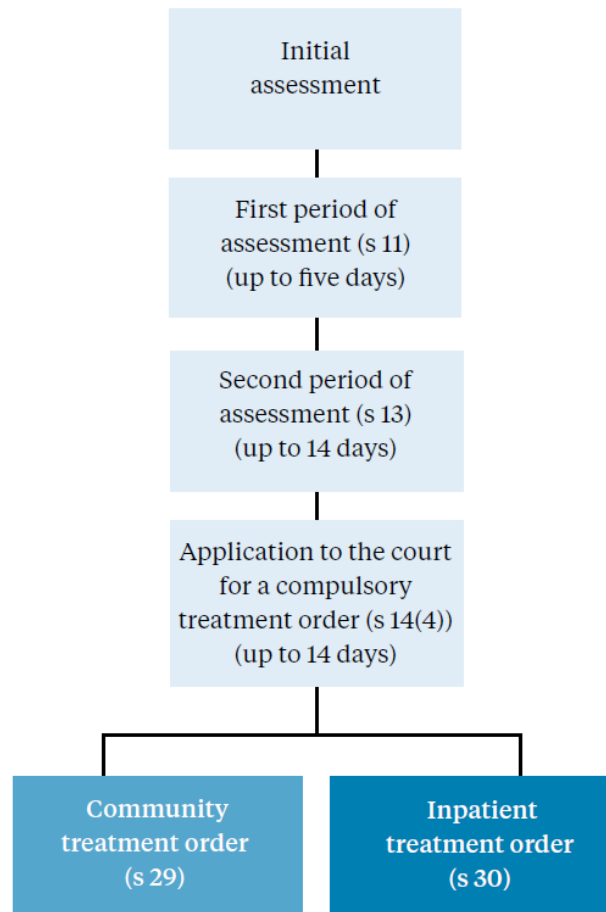 Initial
assessment
First period of
assessment (s 11)
(up to five days)
Second period of
assessment (s 13)
(up to 14 days)
Application to the court
for a compulsory
treatment order (s 14(4))
(up to 14 days)
Community
treatment order
(s 29)
Inpatient
treatment order
(s 30)